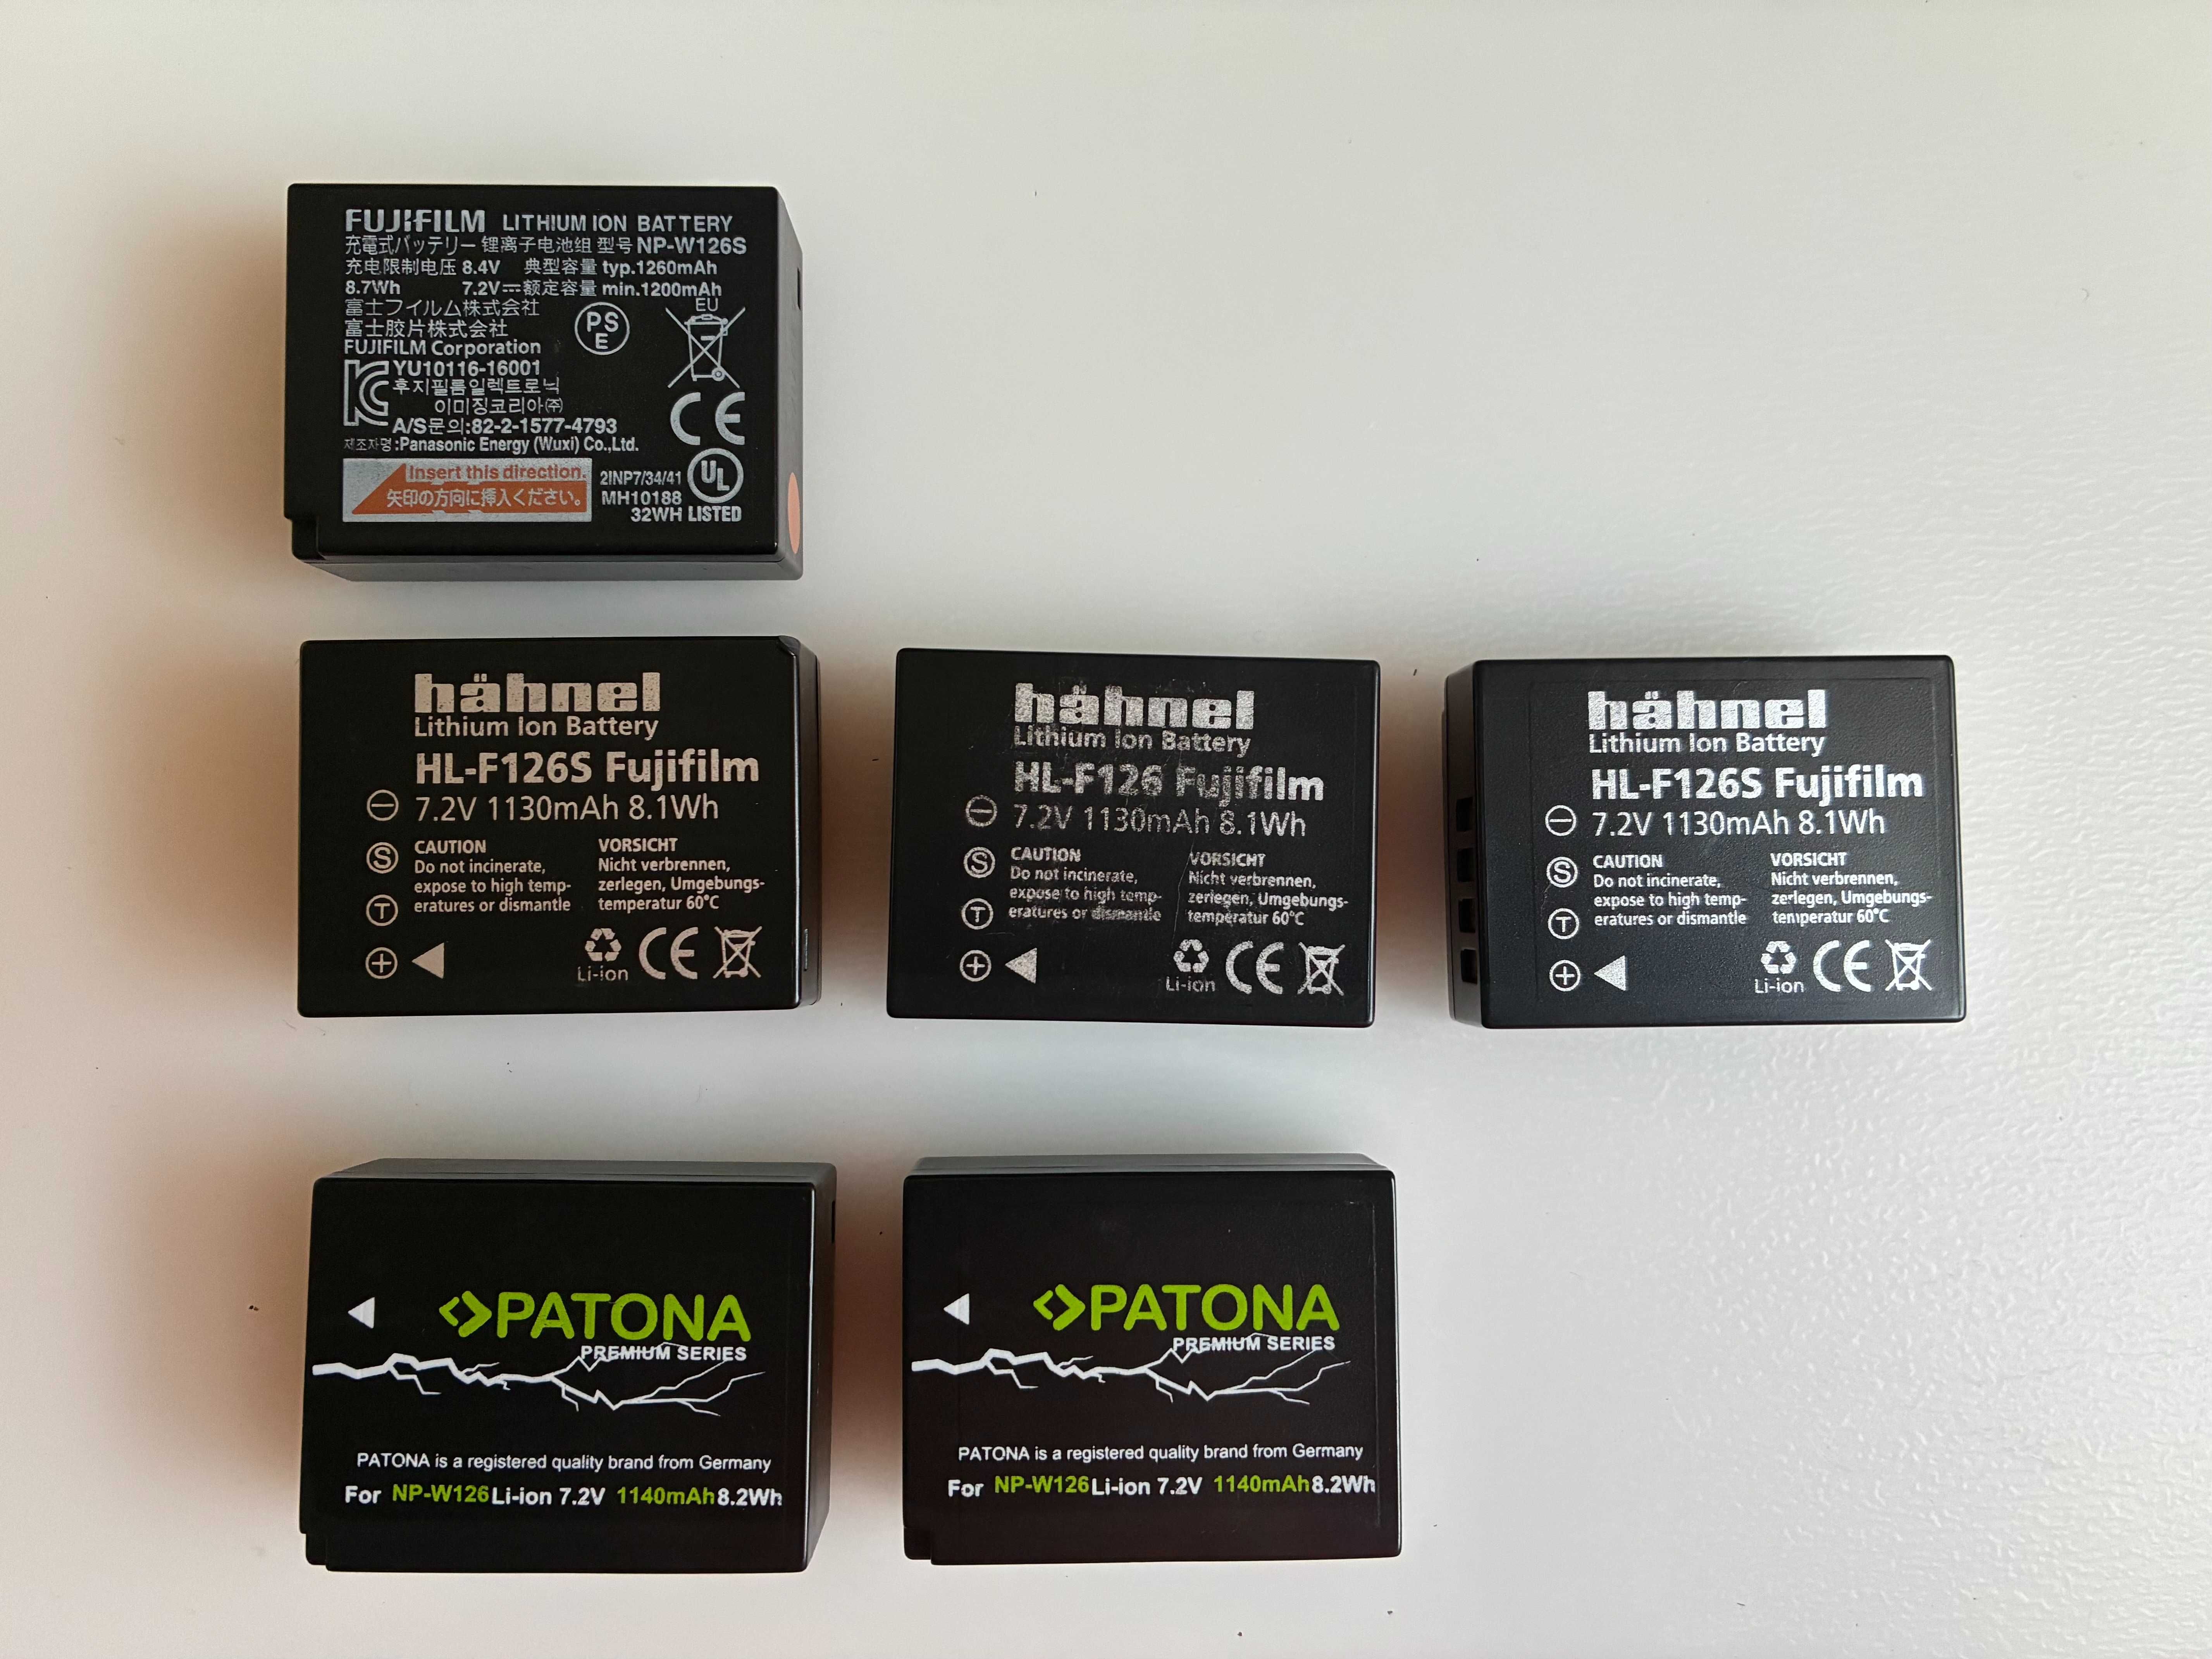 FUJIFILM LITHIUM ION BATTERY
充電式バッテリー 锂离子电池组 型号 NP-W126S
充电限制电压 8.4V 典型容量 typ.1260mAh
8.7Wh 7.2V⎓额定容量 min.1200mAh
富士フイルム株式会社
富士胶片株式会社
FUJIFILM Corporation
PS
E
EU
YU10116-16001
후지필름일렉트로닉
이미징코리아㈜
A/S문의:82-2-1577-4793
제조자명:Panasonic Energy (Wuxi) Co.,Ltd.
CE
Insert this direction.
矢印の方向に挿入ください。
2INP7/34/41
MH10188
32WH LISTED
UL
hähnel
Lithium Ion Battery
HL-F126S Fujifilm
7.2V 1130mAh 8.1Wh
S
T
CAUTION
Do not incinerate,
expose to high temp-
eratures or dismantle
VORSICHT
Nicht verbrennen,
zerlegen, Umgebungs-
temperatur 60°C
Li-ion
CE
hähnel
Lithium Ion Battery
HL-F126 Fujifilm
7.2V 1130mAh 8.1Wh
S
T
CAUTION
Do not incinerate,
expose to high temp-
eratures or dismantle
VORSICHT
Nicht verbrennen,
zerlegen, Umgebungs-
temperatur 60°C
Li-ion
CE
hähnel
Lithium Ion Battery
HL-F126S Fujifilm
7.2V 1130mAh 8.1Wh
S
T
CAUTION
Do not incinerate,
expose to high temp-
eratures or dismantle
VORSICHT
Nicht verbrennen,
zerlegen, Umgebungs-
temperatur 60°C
Li-ion
CE
PATONA
PREMIUM SERIES
PATONA is a registered quality brand from Germany
For NP-W126 Li-ion 7.2V 1140mAh 8.2Wh
PATONA
PREMIUM SERIES
PATONA is a registered quality brand from Germany
For NP-W126 Li-ion 7.2V 1140mAh 8.2Wh